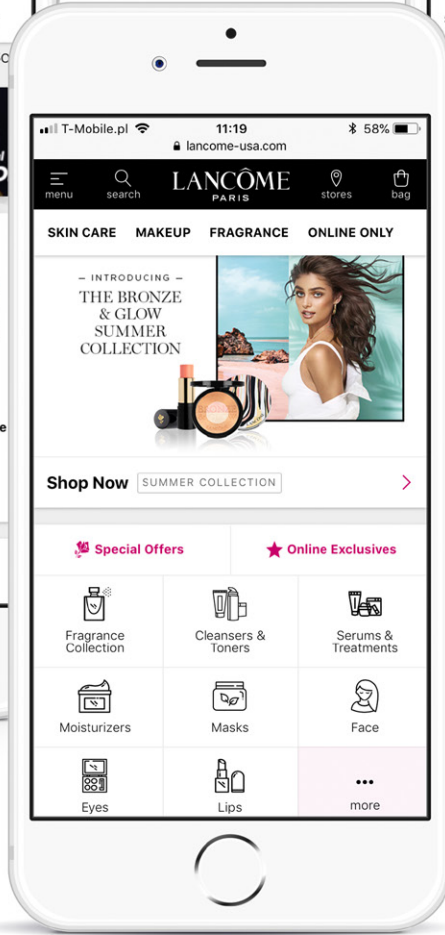 T-Mobile.pl 11:19 58%
lancome-usa.com
menu search LANCÔME stores bag
PARIS
SKIN CARE MAKEUP FRAGRANCE ONLINE ONLY
– INTRODUCING –
THE BRONZE
& GLOW
SUMMER
COLLECTION
Shop Now SUMMER COLLECTION
Special Offers Online Exclusives
Fragrance
Collection
Cleansers &
Toners
Serums &
Treatments
Moisturizers Masks Face
Eyes Lips more